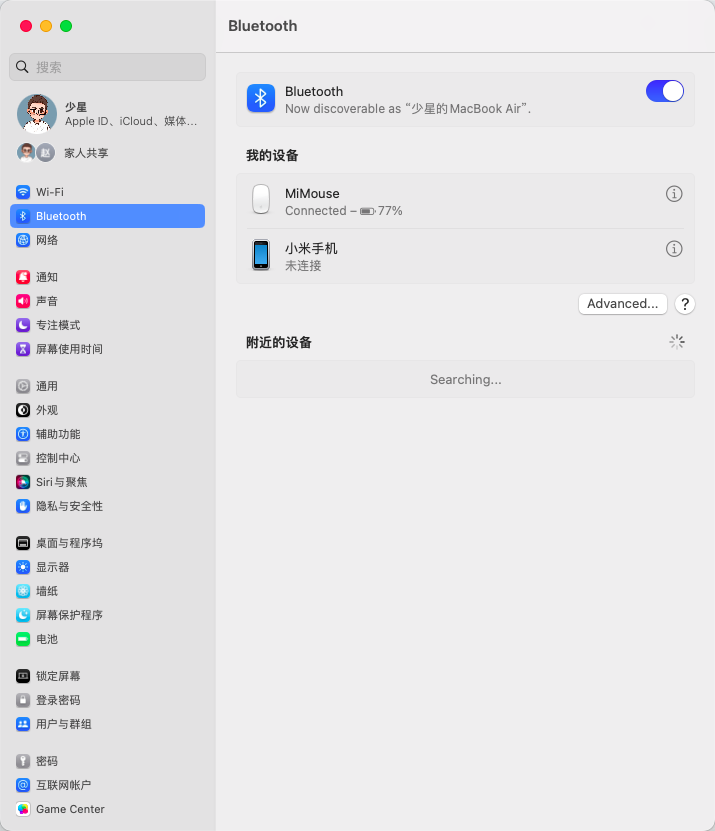 Bluetooth
搜索
少星
Apple ID、iCloud、媒体...
赵
家人共享
Wi-Fi
Bluetooth
网络
通知
声音
专注模式
屏幕使用时间
通用
外观
辅助功能
控制中心
Siri与聚焦
隐私与安全性
桌面与程序坞
显示器
墙纸
屏幕保护程序
电池
锁定屏幕
登录密码
用户与群组
密码
互联网帐户
Game Center
Bluetooth
Now discoverable as “少星的MacBook Air”.
我的设备
MiMouse
Connected – 77%
小米手机
未连接
Advanced... ?
附近的设备
Searching...